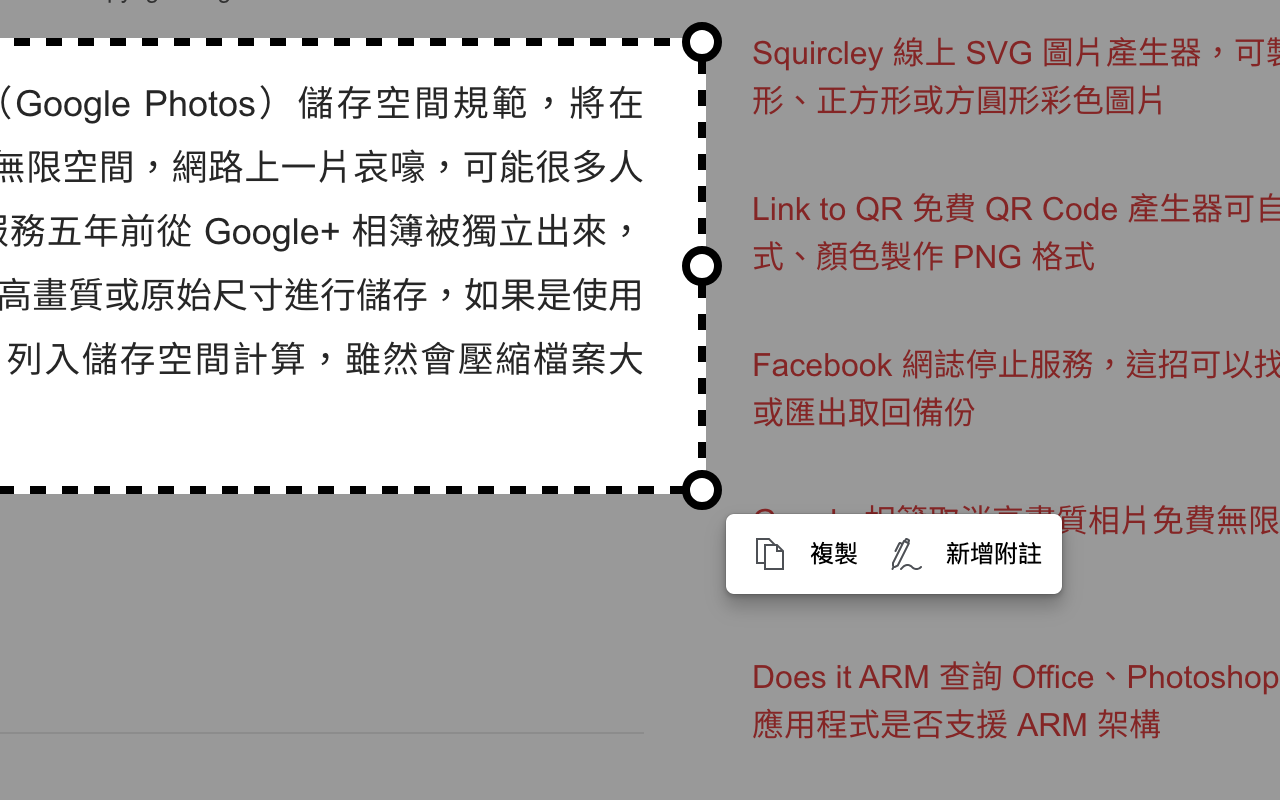 （Google Photos）儲存空間規範，將在
無限空間，網路上一片哀嚎，可能很多人
服務五年前從 Google+ 相簿被獨立出來，
高畫質或原始尺寸進行儲存，如果是使用
列入儲存空間計算，雖然會壓縮檔案大
Squircley 線上 SVG 圖片產生器，可製
形、正方形或方圓形彩色圖片
Link to QR 免費 QR Code 產生器可自
式、顏色製作 PNG 格式
Facebook 網誌停止服務，這招可以找
或匯出取回備份
Google 相簿取消高畫質相片免費無限
複製 新增附註
Does it ARM 查詢 Office、Photoshop
應用程式是否支援 ARM 架構